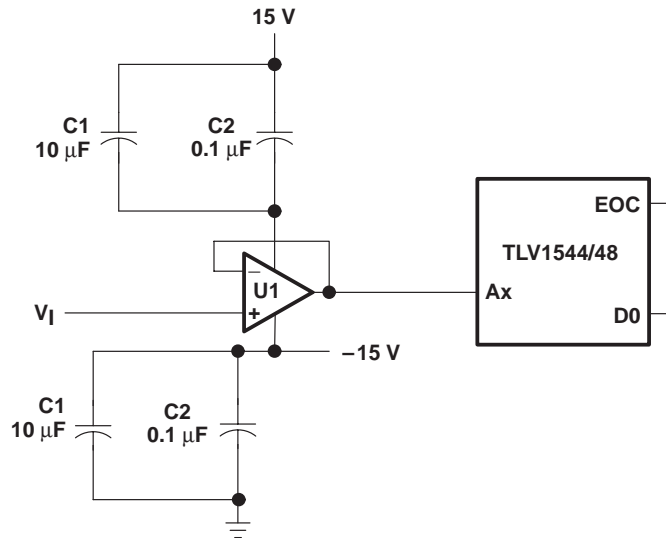 15 V
C1
10 μF
C2
0.1 μF
EOC
TLV1544/48
–
U1
Ax
VI
+
D0
–15 V
C1
10 μF
C2
0.1 μF